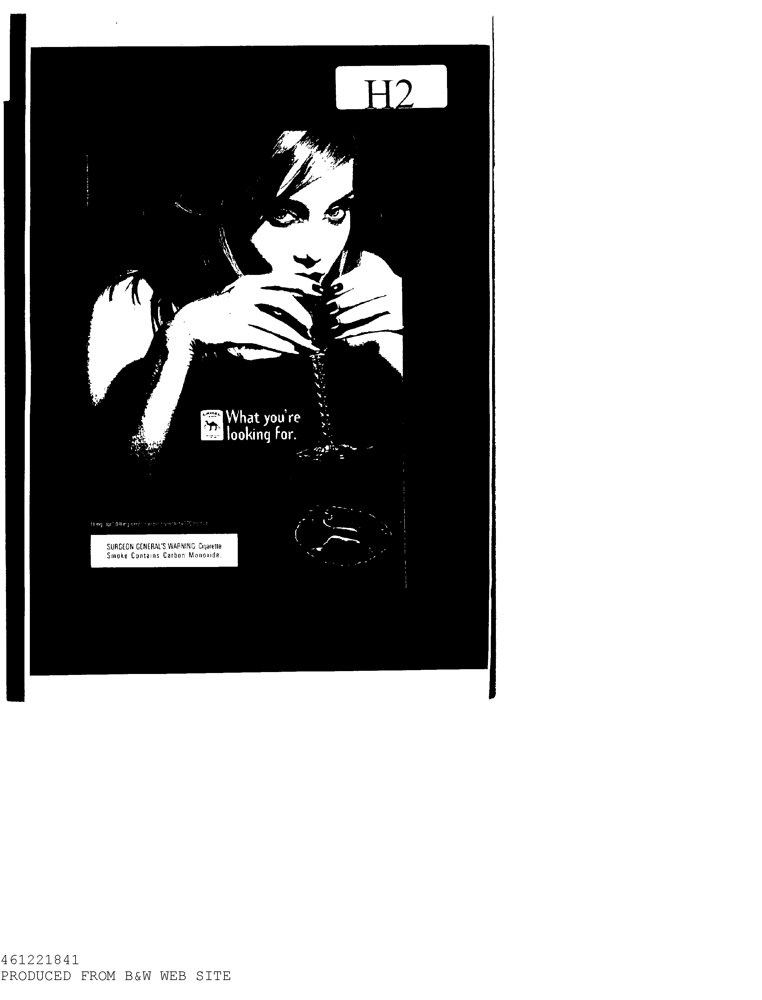 H2
CAMEL
What you're
looking for.
SURGEON GENERAL'S WARNING: Cigarette
Smoke Contains Carbon Monoxide.
461221841
PRODUCED FROM B&W WEB SITE